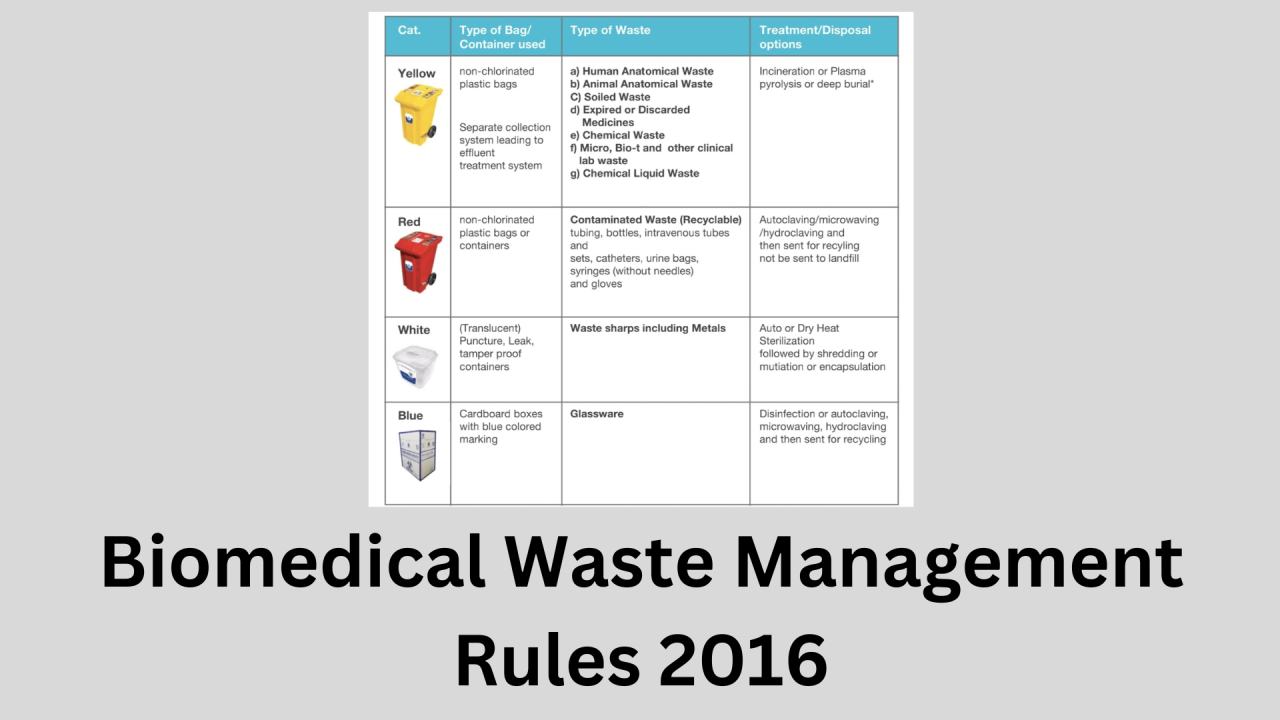 Cat.
Type of Bag/
Container used
Type of Waste
Treatment/Disposal
options
Yellow
non-chlorinated
plastic bags
Separate collection
system leading to
effluent
treatment system
a) Human Anatomical Waste
b) Animal Anatomical Waste
C) Soiled Waste
d) Expired or Discarded
Medicines
e) Chemical Waste
f) Micro, Bio-t and other clinical
lab waste
g) Chemical Liquid Waste
Incineration or Plasma
pyrolysis or deep burial*
Red
non-chlorinated
plastic bags or
containers
Contaminated Waste (Recyclable)
tubing, bottles, intravenous tubes
and
sets, catheters, urine bags,
syringes (without needles)
and gloves
Autoclaving/microwaving
/hydroclaving and
then sent for recyling
not be sent to landfill
White
(Translucent)
Puncture, Leak,
tamper proof
containers
Waste sharps including Metals
Auto or Dry Heat
Sterilization
followed by shredding or
mutiation or encapsulation
Blue
Cardboard boxes
with blue colored
marking
Glassware
Disinfection or autoclaving,
microwaving, hydroclaving
and then sent for recycling
Biomedical Waste Management
Rules 2016